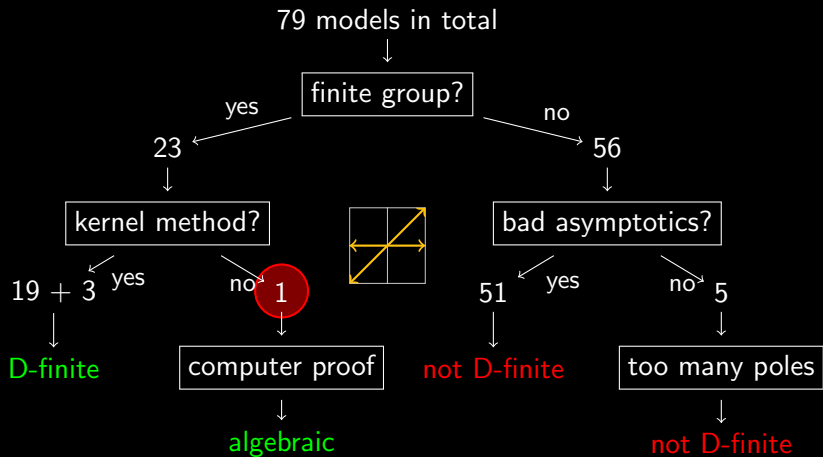 79 models in total
finite group?
yes
no
23
56
kernel method?
bad asymptotics?
yes
no
yes
no
19 + 3
1
51
5
D-finite
computer proof
not D-finite
too many poles
algebraic
not D-finite